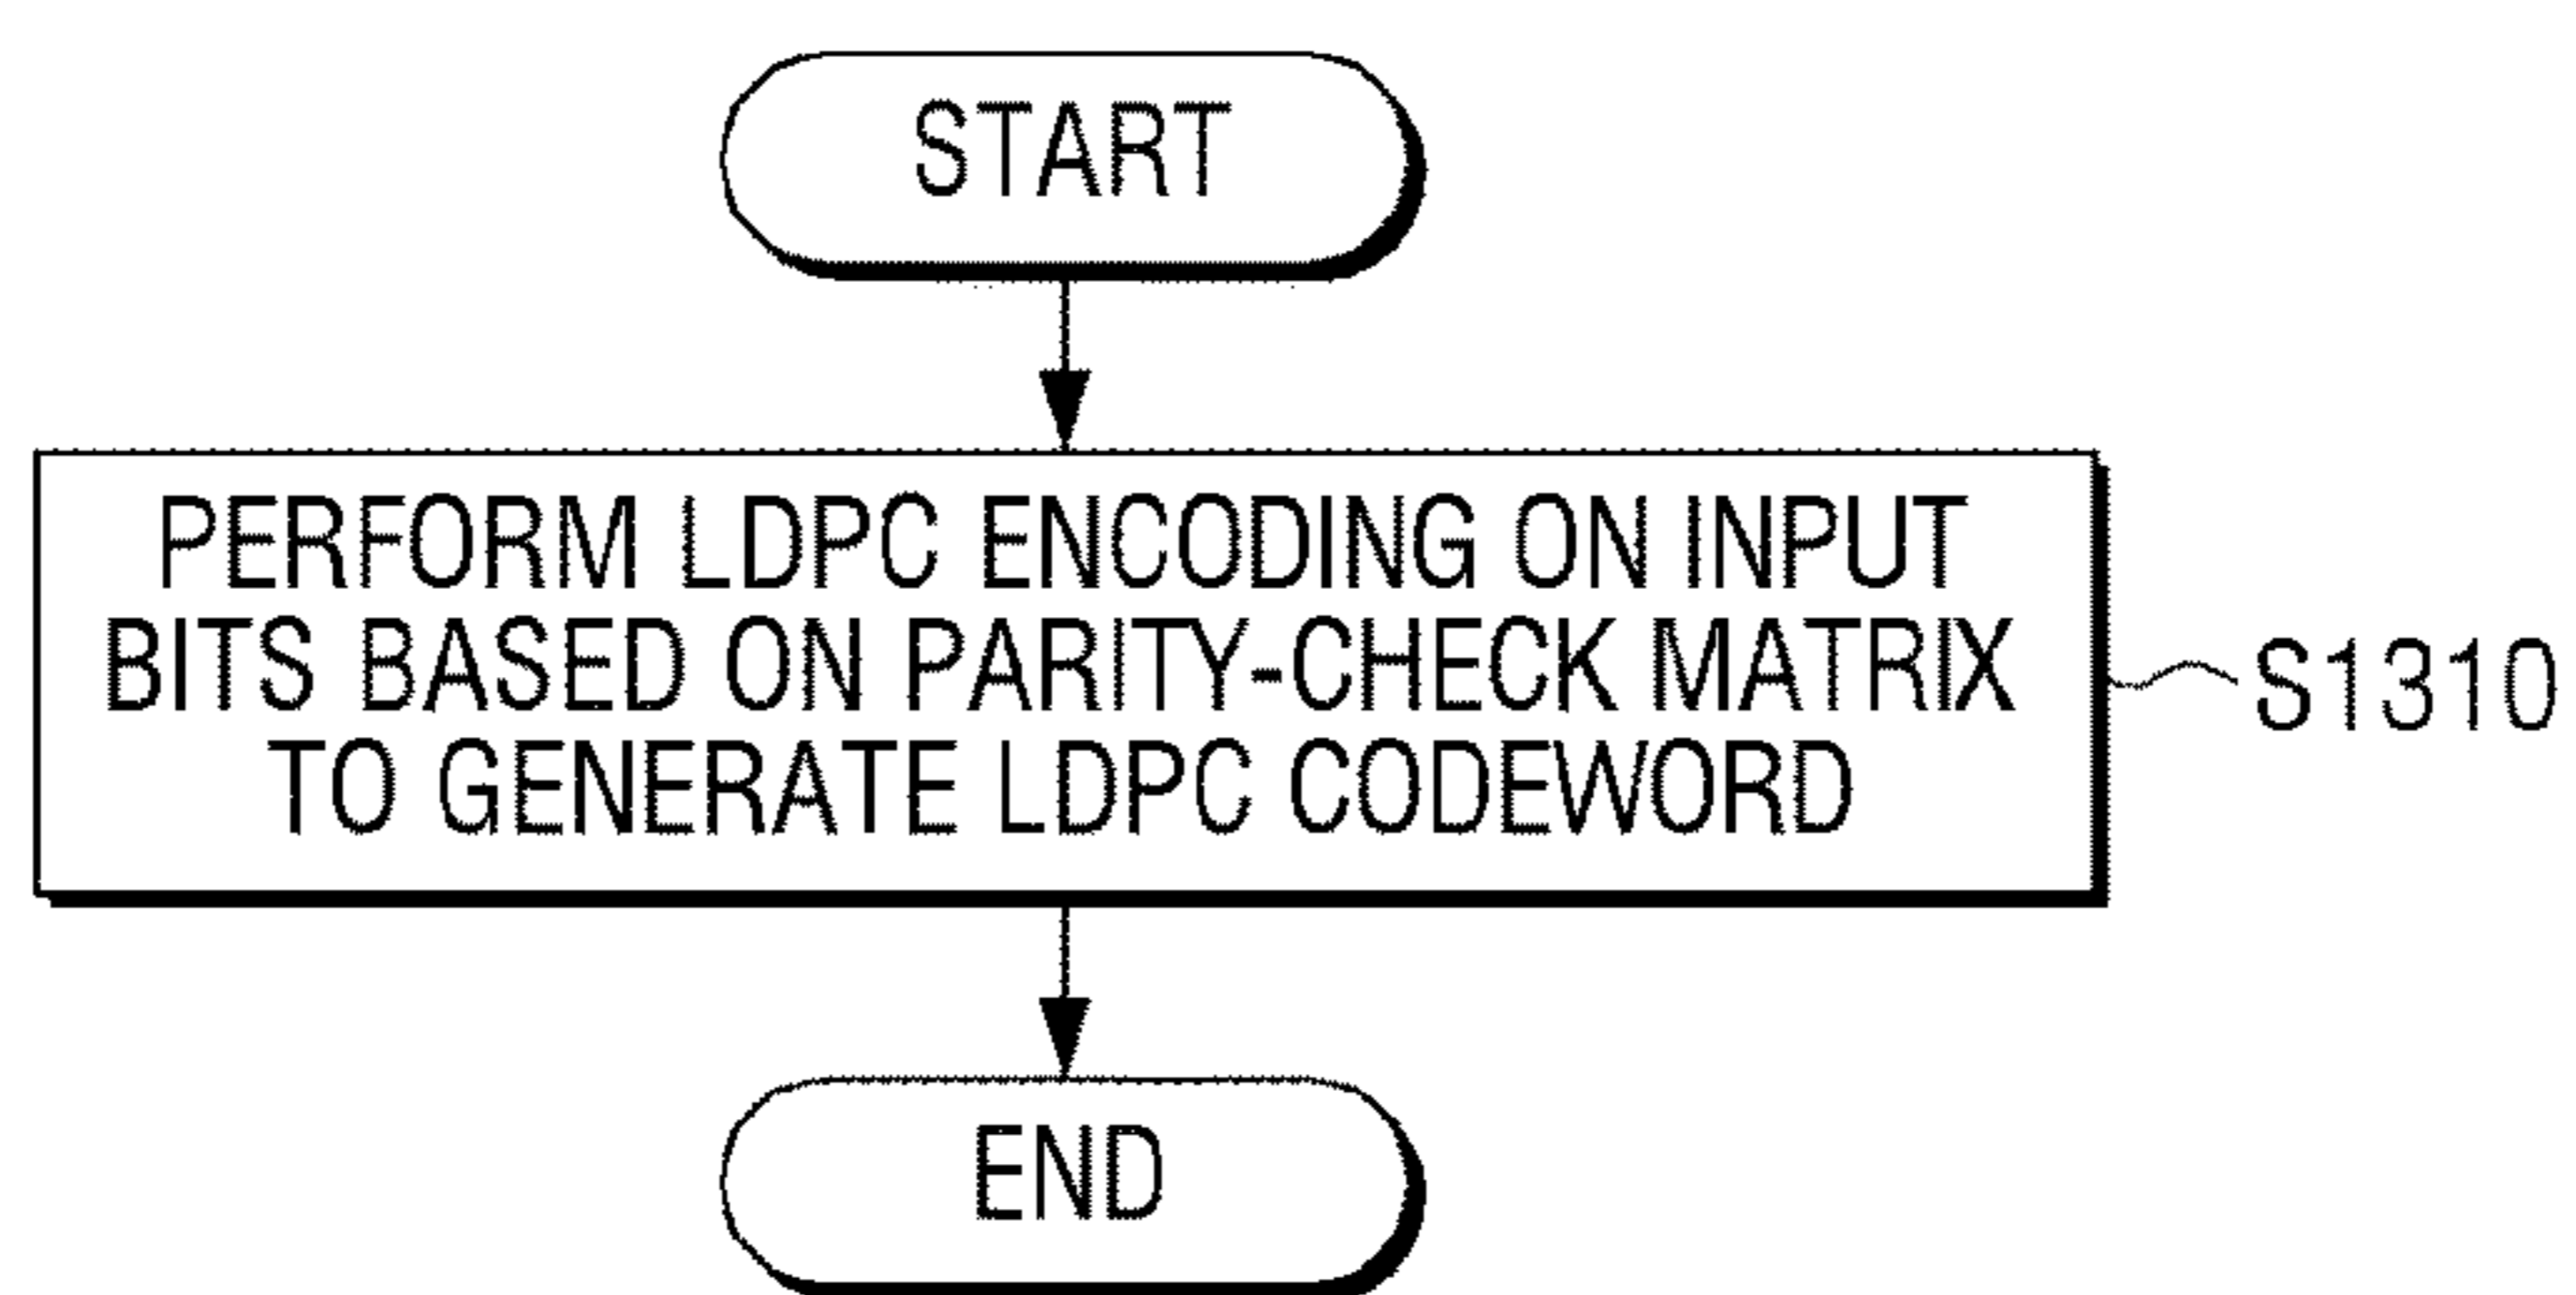 START
PERFORM LDPC ENCODING ON INPUT
BITS BASED ON PARITY-CHECK MATRIX
TO GENERATE LDPC CODEWORD
S1310
END